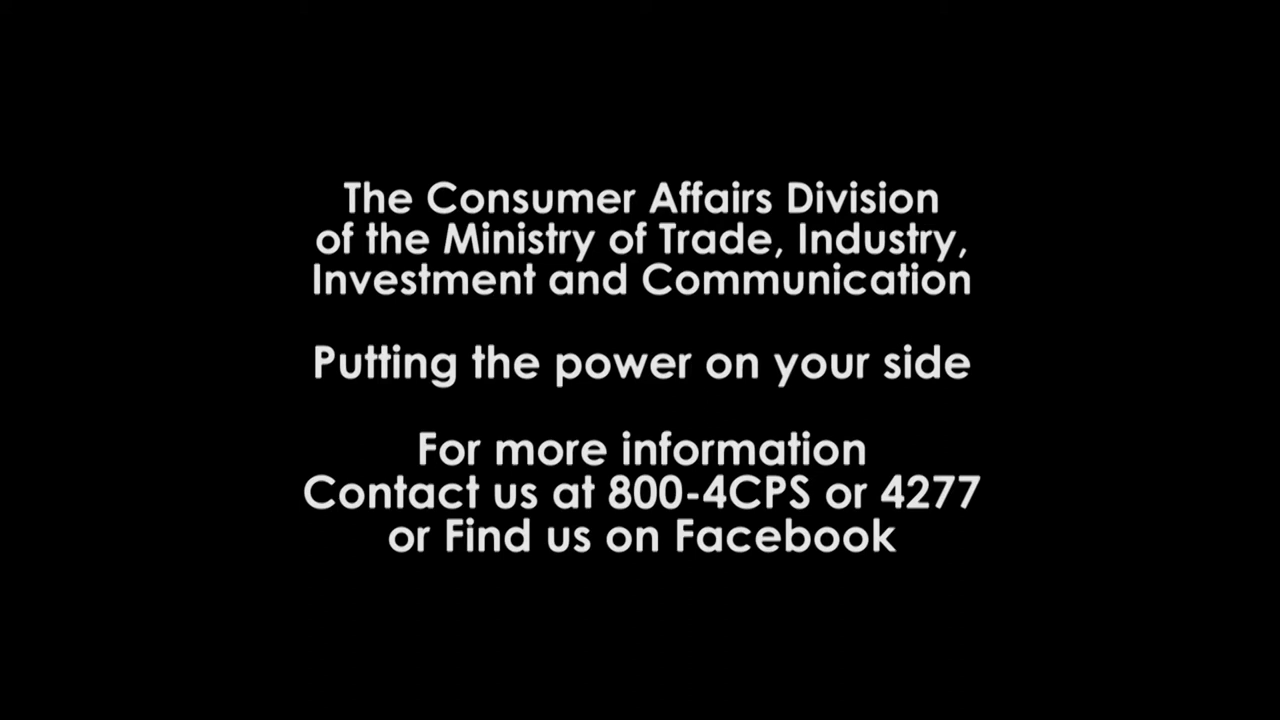 The Consumer Affairs Division
of the Ministry of Trade, Industry,
Investment and Communication
Putting the power on your side
For more information
Contact us at 800-4CPS or 4277
or Find us on Facebook